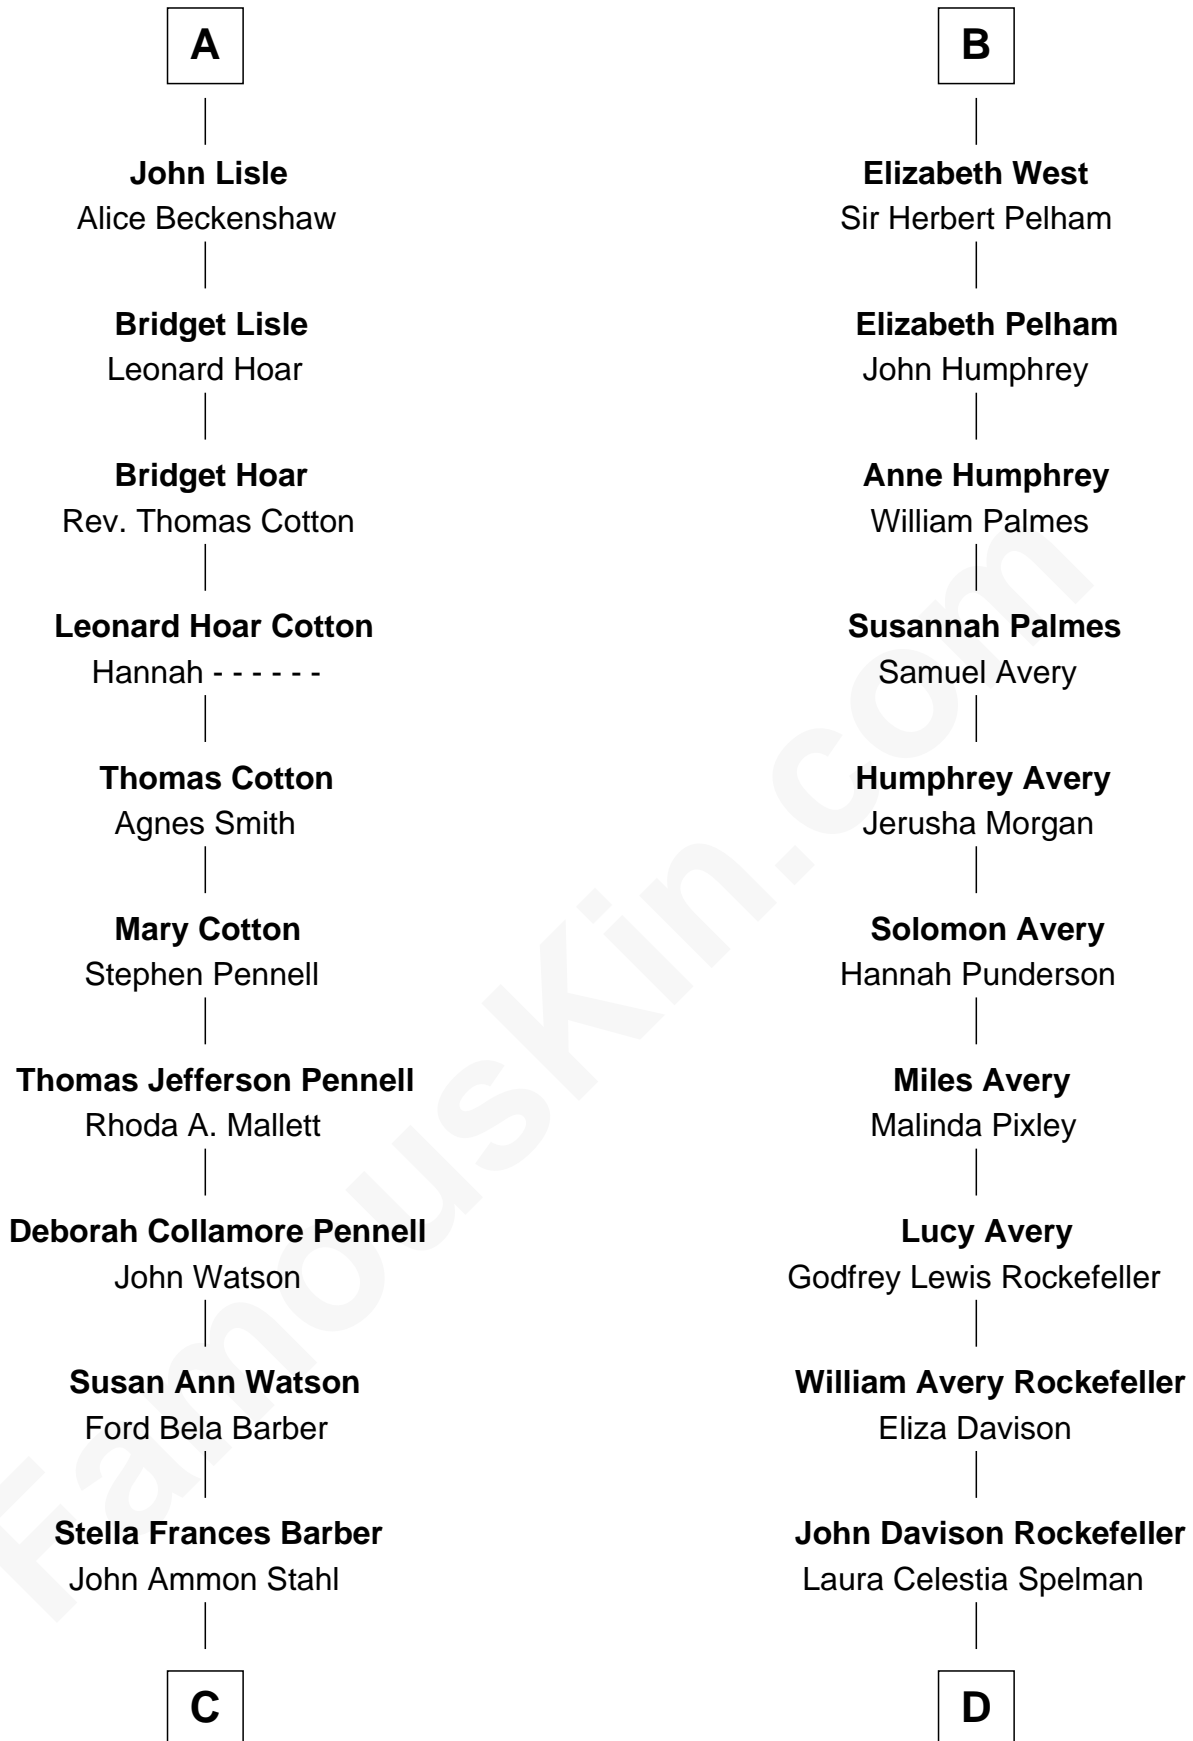 A
John Lisle
Alice Beckenshaw
Bridget Lisle
Leonard Hoar
Bridget Hoar
Rev. Thomas Cotton
Leonard Hoar Cotton
Hannah - - - - - -
Thomas Cotton
Agnes Smith
Mary Cotton
Stephen Pennell
Thomas Jefferson Pennell
Rhoda A. Mallett
Deborah Collamore Pennell
John Watson
Susan Ann Watson
Ford Bela Barber
Stella Frances Barber
John Ammon Stahl
C
B
Elizabeth West
Sir Herbert Pelham
Elizabeth Pelham
John Humphrey
Anne Humphrey
William Palmes
Susannah Palmes
Samuel Avery
Humphrey Avery
Jerusha Morgan
Solomon Avery
Hannah Punderson
Miles Avery
Malinda Pixley
Lucy Avery
Godfrey Lewis Rockefeller
William Avery Rockefeller
Eliza Davison
John Davison Rockefeller
Laura Celestia Spelman
D
FamousKin.com